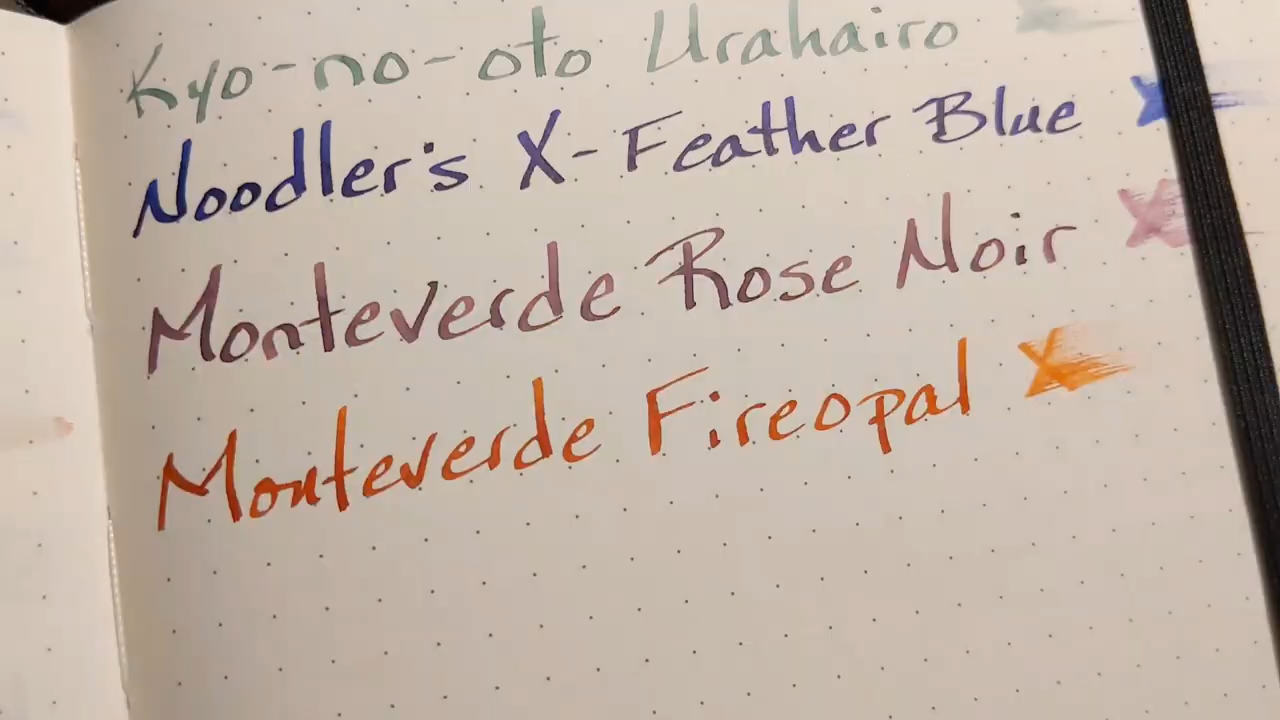 Kyo-no-oto Urahairo
Noodler's X-Feather Blue
Monteverde Rose Noir
Monteverde Fireopal